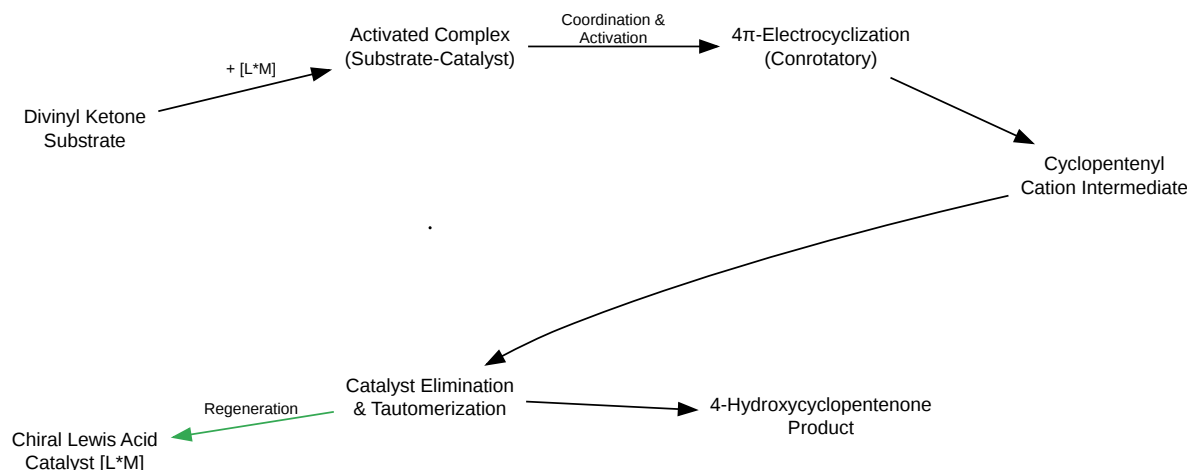 Divinyl Ketone
Substrate
+ [L*M]
Activated Complex
(Substrate-Catalyst)
Coordination &
Activation
4π-Electrocyclization
(Conrotatory)
Cyclopentenyl
Cation Intermediate
Catalyst Elimination
& Tautomerization
4-Hydroxycyclopentenone
Product
Regeneration
Chiral Lewis Acid
Catalyst [L*M]